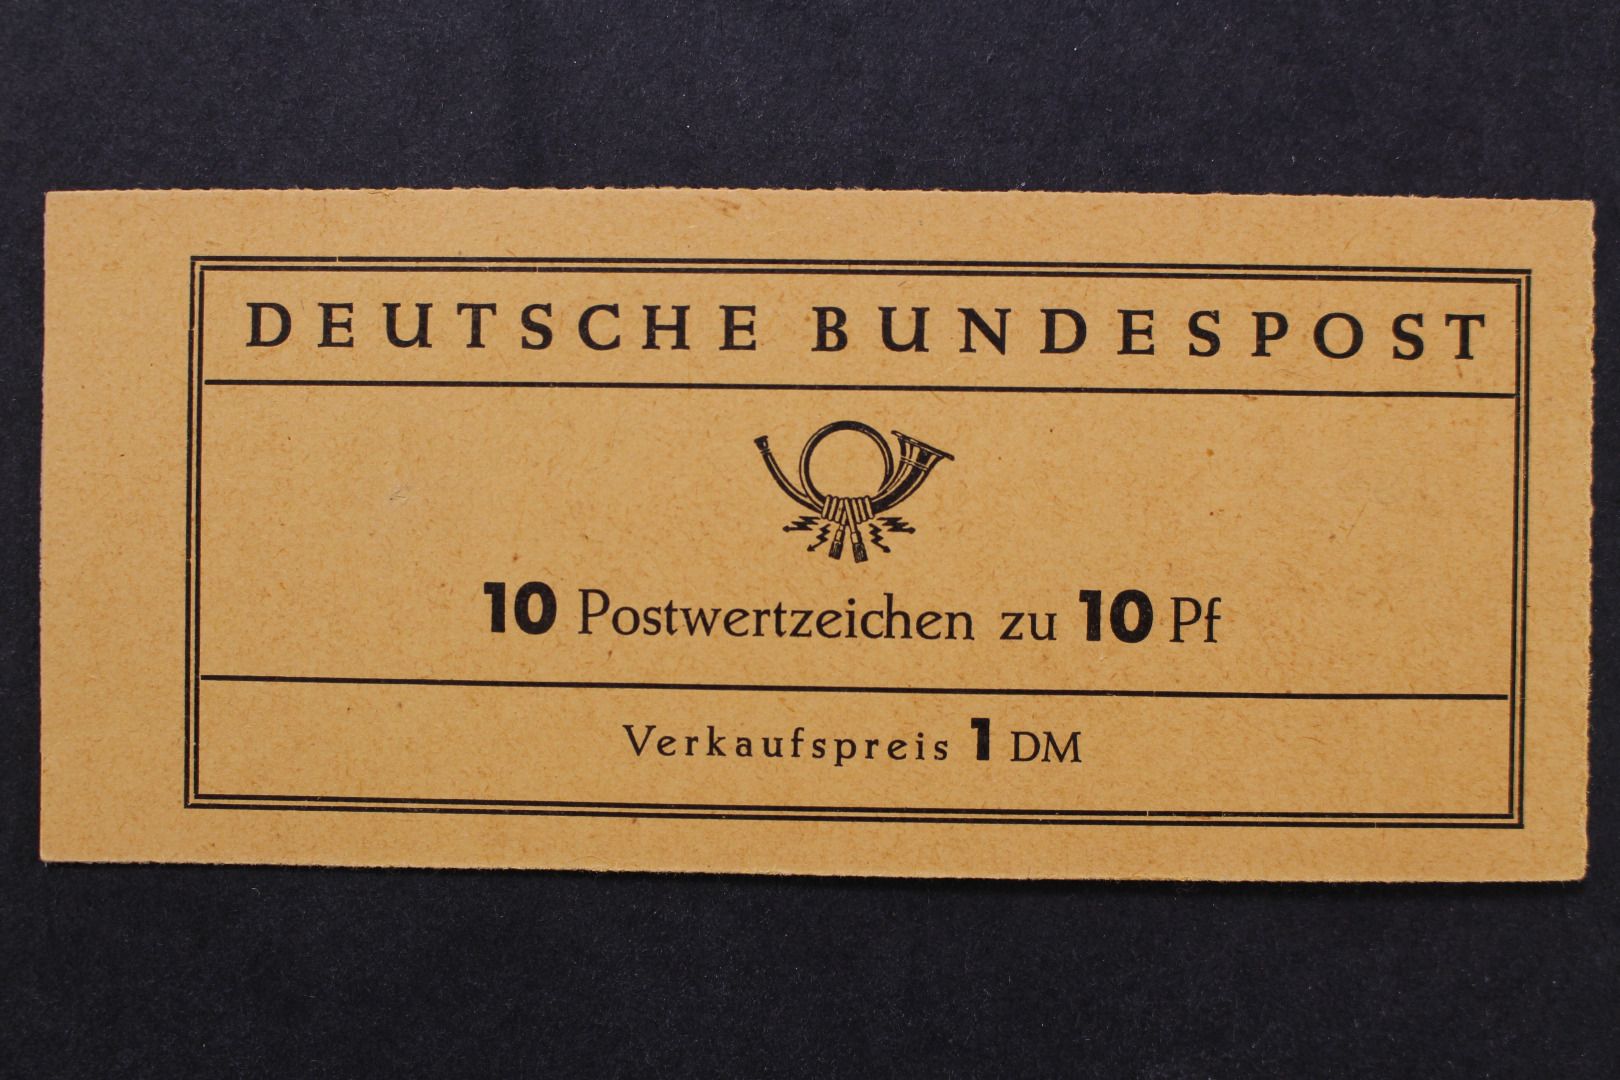 DEUTSCHE BUNDESPOST
10 Postwertzeichen zu 10 Pf
Verkaufspreis 1 DM